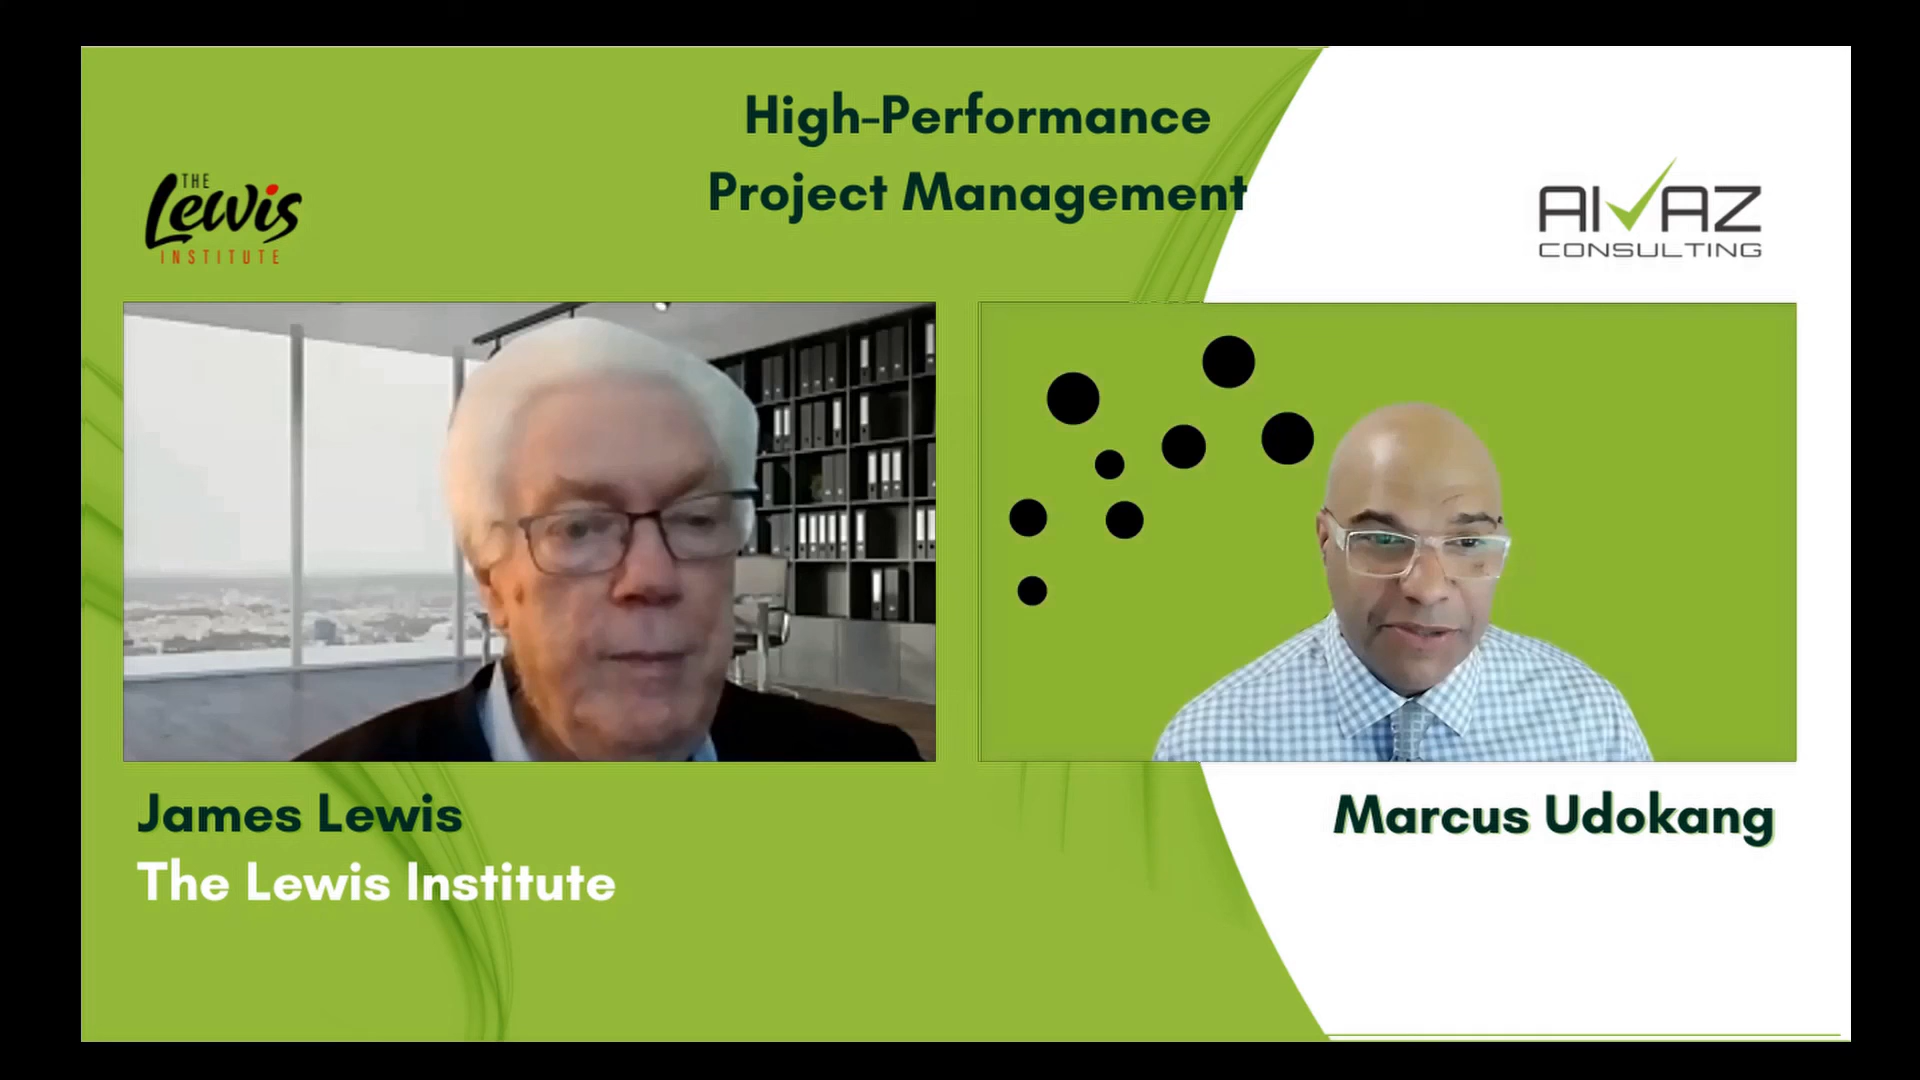 High-Performance
Project Management
THE
Lewis
INSTITUTE
AIVAZ
CONSULTING
James Lewis
The Lewis Institute
Marcus Udokang